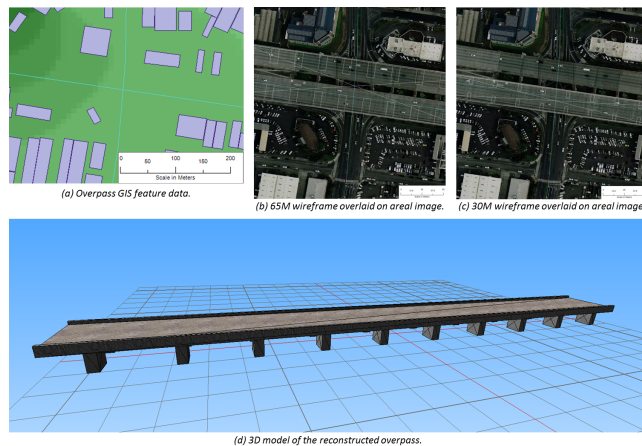 0 50 100 150 200
Scale in Meters
(a) Overpass GIS feature data.
(b) 65M wireframe overlaid on areal image.
(c) 30M wireframe overlaid on areal image
(d) 3D model of the reconstructed overpass.